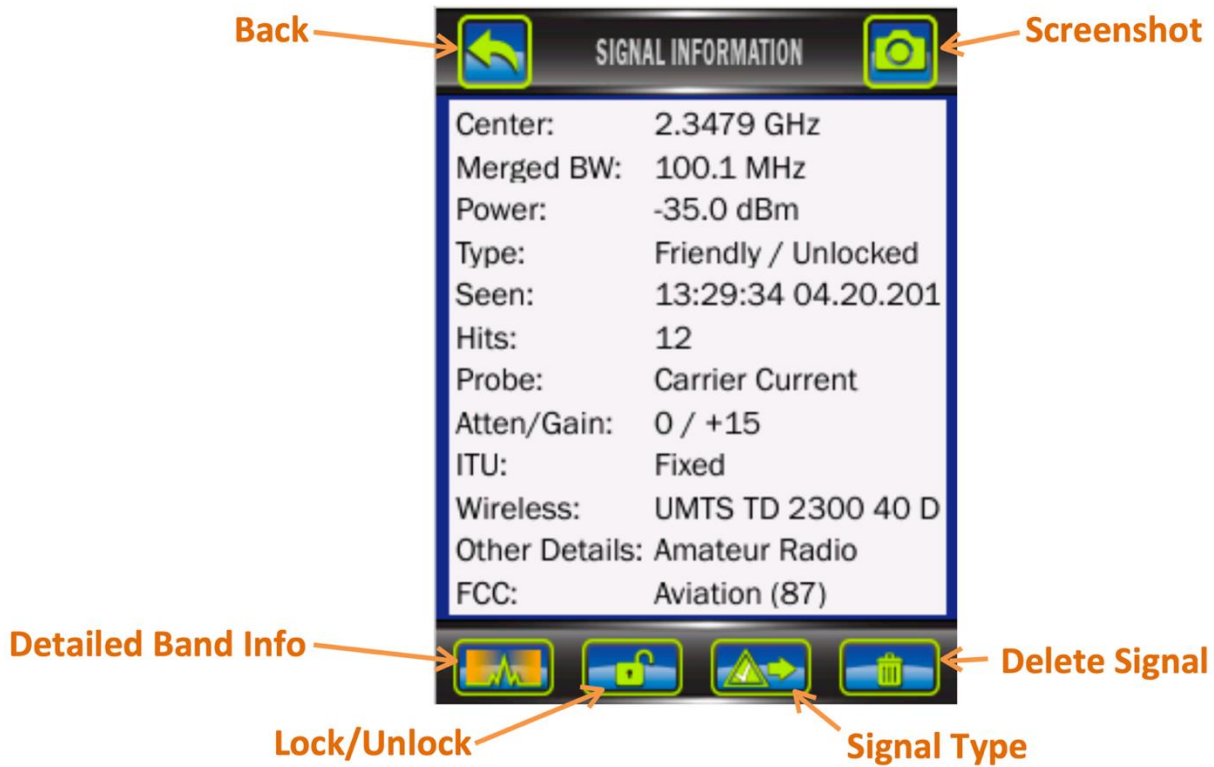 Back
SIGNAL INFORMATION
Screenshot
Center: 2.3479 GHz
Merged BW: 100.1 MHz
Power: -35.0 dBm
Type: Friendly / Unlocked
Seen: 13:29:34 04.20.201
Hits: 12
Probe: Carrier Current
Atten/Gain: 0 / +15
ITU: Fixed
Wireless: UMTS TD 2300 40 D
Other Details: Amateur Radio
FCC: Aviation (87)
Detailed Band Info
Delete Signal
Lock/Unlock
Signal Type